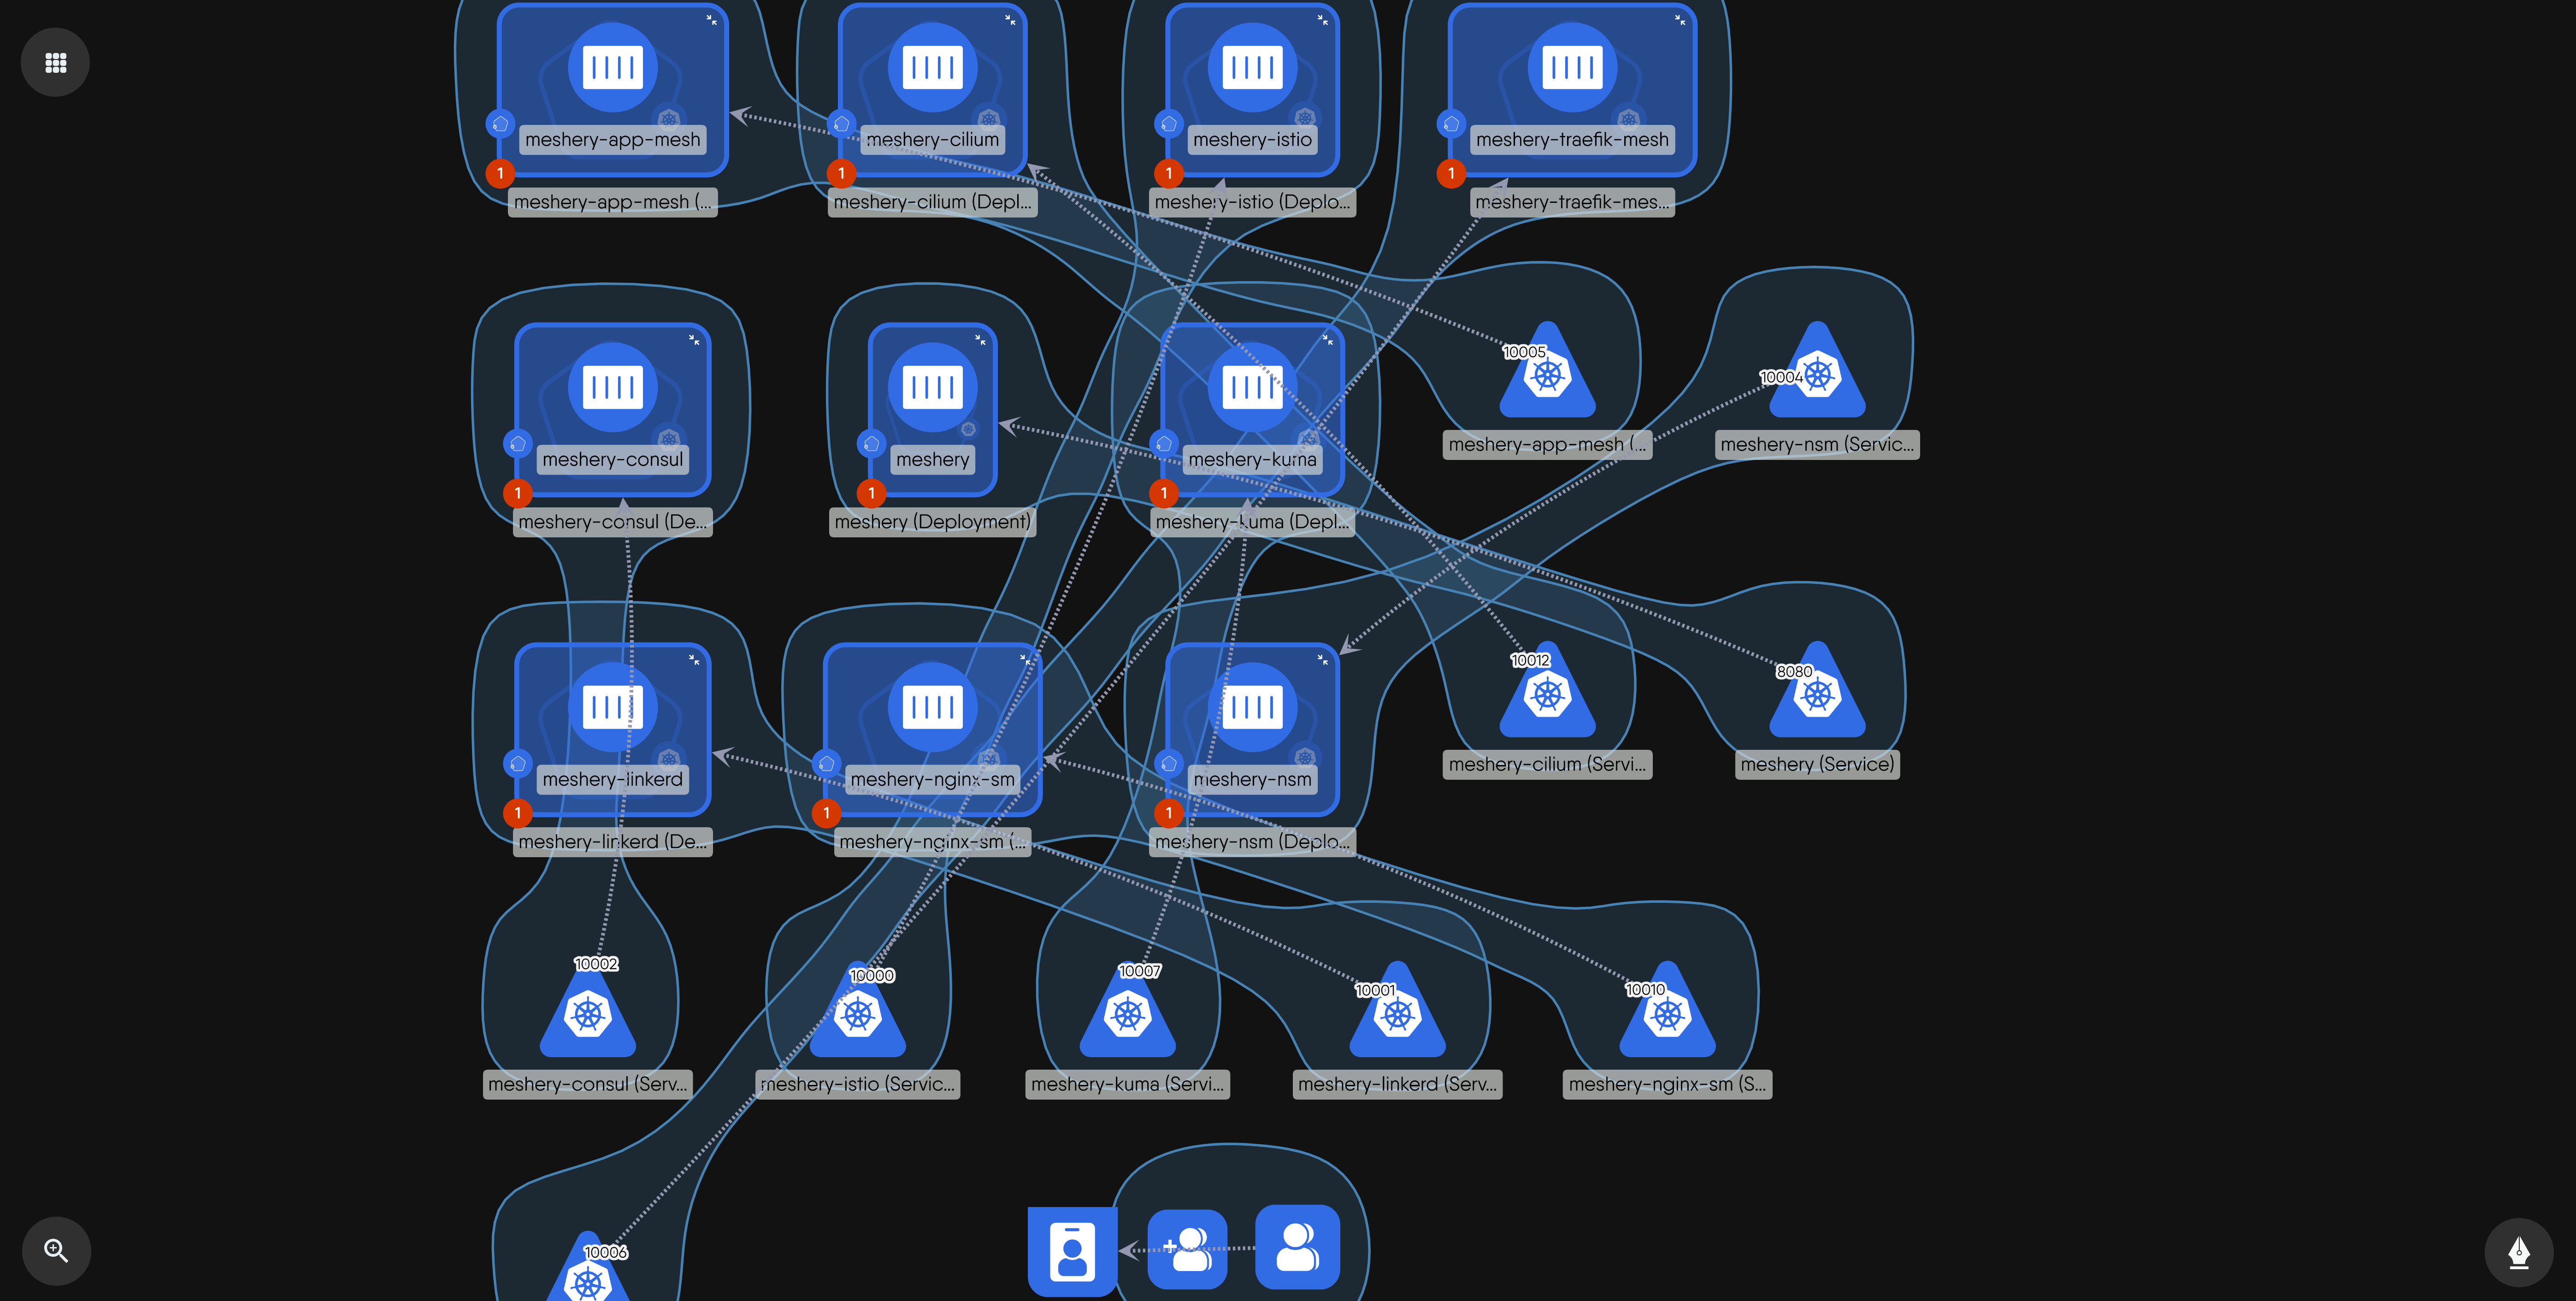 meshery-app-mesh
meshery-cilium
meshery-istio
meshery-traefik-mesh
1
1
1
1
meshery-app-mesh (...
meshery-cilium (Depl...
meshery-istio (Deplo...
meshery-traefik-mes...
10005
10004
meshery-consul
meshery
meshery-kuma
meshery-app-mesh (...
meshery-nsm (Servic...
1
1
1
meshery-consul (De...
meshery (Deployment)
meshery-kuma (Depl...
10012
8080
meshery-iinkerd
meshery-nginx-sm
meshery-nsm
meshery-cilium (Servi...
meshery (Service)
1
1
1
meshery-linkerd (De...
meshery-nginx-sm (...
meshery-nsm (Deplo...
10002
10000
10007
10001
10010
meshery-consul (Serv...
meshery-istio (Servic...
meshery-kuma (Servi...
meshery-linkerd (Serv...
meshery-nginx-sm (S...
10006